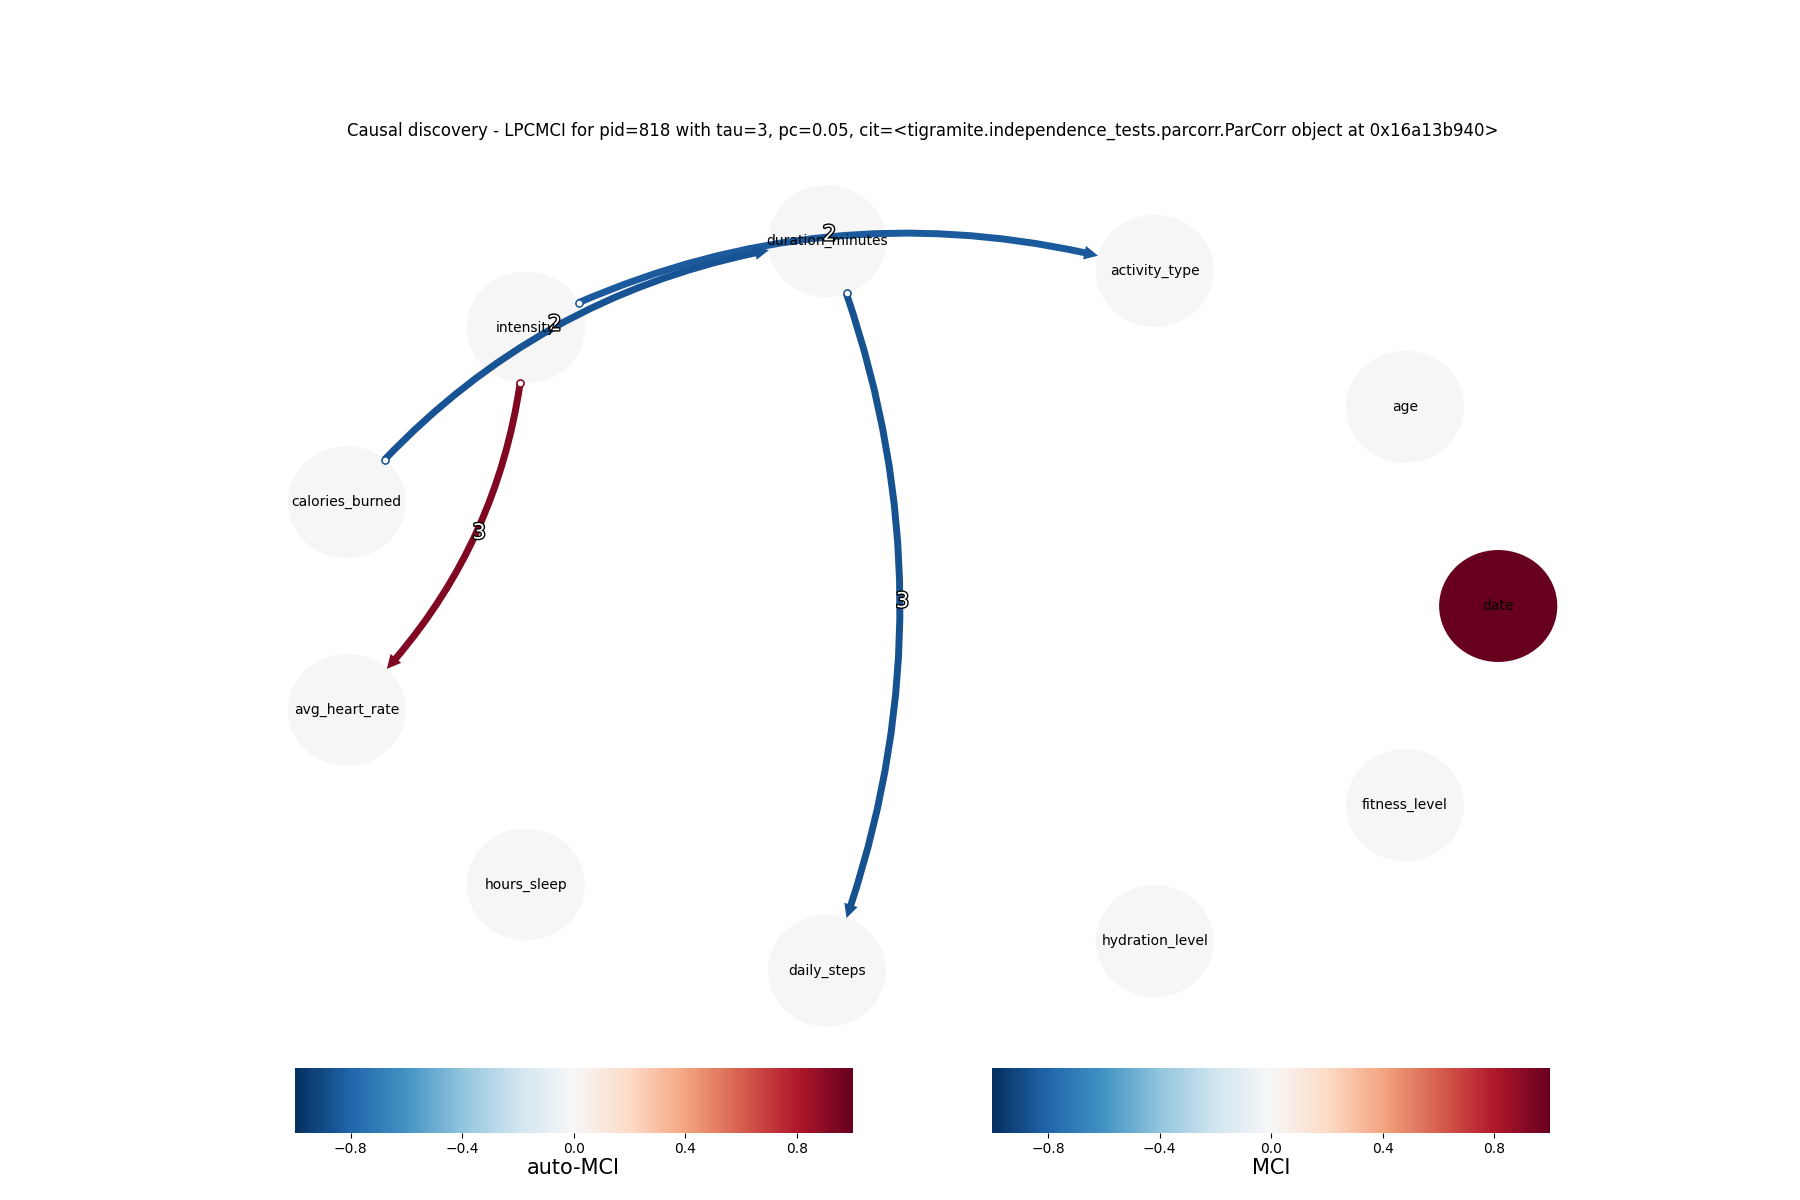 Causal discovery - LPCMCI for pid=818 with tau=3, pc=0.05, cit=<tigramite.independence_tests.parcorr.ParCorr object at 0x16a13b940>
2
duration_minutes
activity_type
2
intensity
age
calories_burned
3
3
date
avg_heart_rate
fitness_level
hours_sleep
hydration_level
daily_steps
−0.8 −0.4 0.0 0.4 0.8
auto-MCI
−0.8 −0.4 0.0 0.4 0.8
MCI